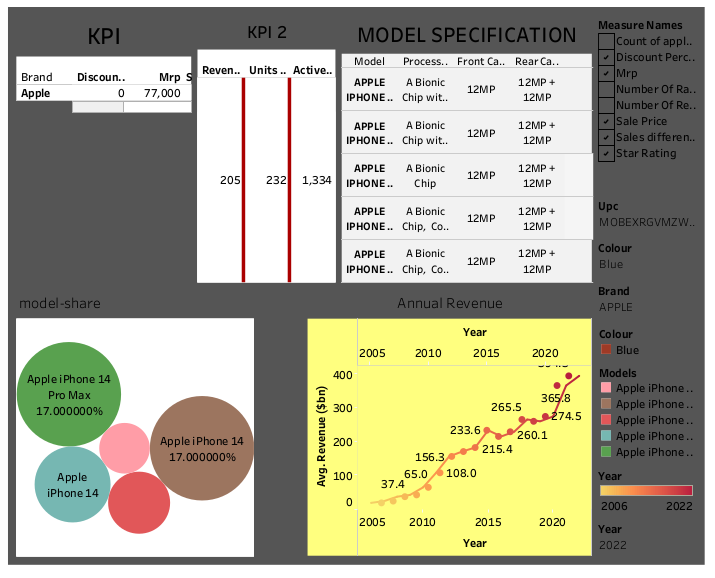 KPI
Brand Discoun.. Mrp S
Apple 0 77,000
KPI 2
Reven.. Units .. Active..
205 232 1,334
MODEL SPECIFICATION
Model Process.. Front Ca.. Rear Ca..
APPLE IPHONE .. A Bionic Chip wit.. 12MP 12MP + 12MP
APPLE IPHONE .. A Bionic Chip wit.. 12MP 12MP + 12MP
APPLE IPHONE .. A Bionic Chip 12MP 12MP + 12MP
APPLE IPHONE .. A Bionic Chip, Co.. 12MP 12MP + 12MP
APPLE IPHONE .. A Bionic Chip, Co.. 12MP 12MP + 12MP
Measure Names
Count of appl..
Discount Perc..
Mrp
Number Of Ra..
Number Of Re..
Sale Price
Sales differen..
Star Rating
Upc
MOBEXRGVMZW..
Colour
Blue
Brand
APPLE
Colour
Blue
Models
Apple iPhone ..
Apple iPhone ..
Apple iPhone ..
Apple iPhone ..
Apple iPhone ..
Year
2006 2022
Year
2022
model-share
Apple iPhone 14
Pro Max
17.000000%
Apple iPhone 14
17.000000%
Apple
iPhone 14
Annual Revenue
Year
2005 2010 2015 2020
Avg. Revenue ($bn)
400
300
200
100
0
365.8
265.5
274.5
233.6
260.1
215.4
156.3
108.0
65.0
37.4
2005 2010 2015 2020
Year